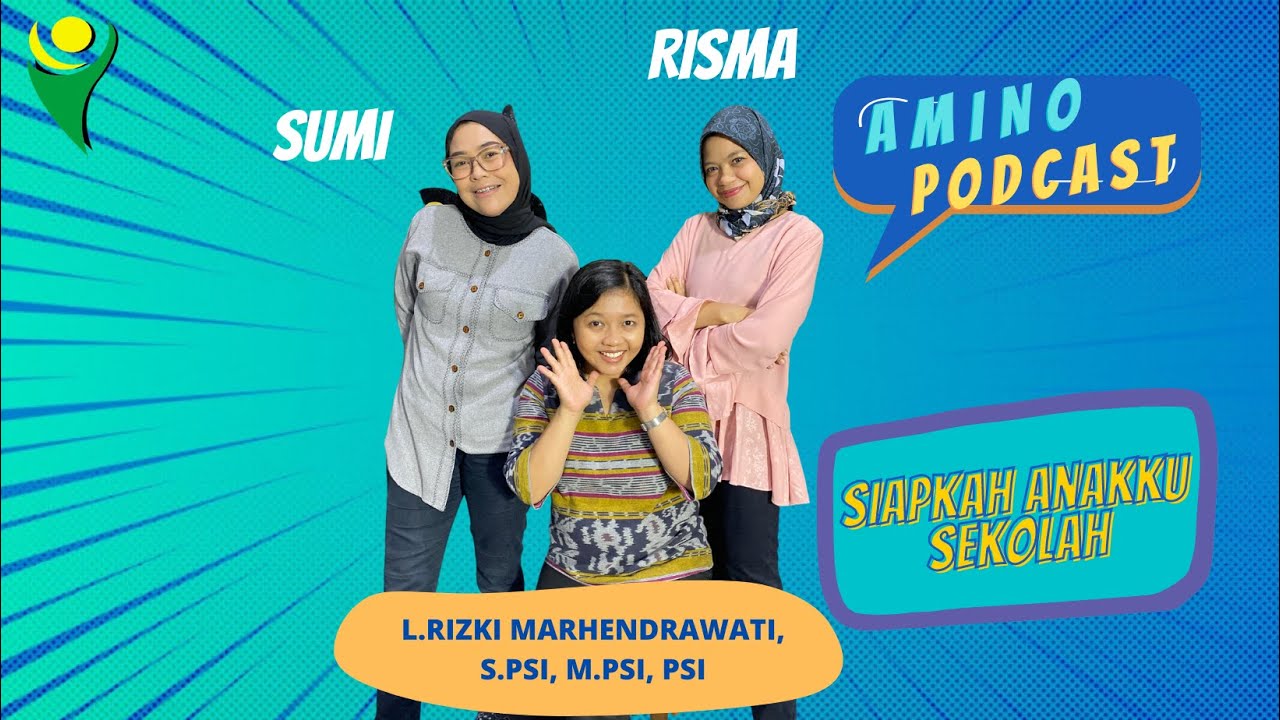 RISMA
SUMI
AMINO
PODCAST
SIAPKAH ANAKKU
SEKOLAH
L.RIZKI MARHENDRAWATI,
S.PSI, M.PSI, PSI